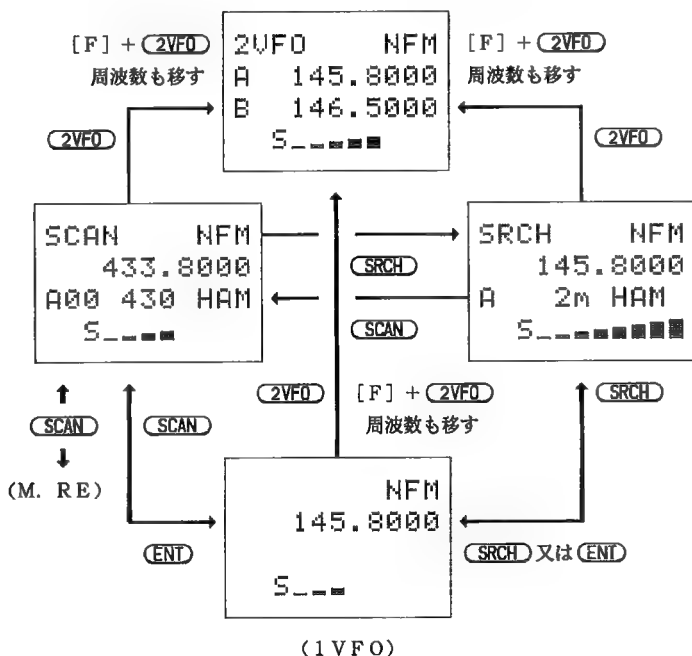 [F] + 2VFO
周波数も移す
2VFO NFM
A 145.8000
B 146.5000
S
[F] + 2VFO
周波数も移す
2VFO
2VFO
SCAN NFM
433.8000
A00 430 HAM
S
SRCH
SCAN
SRCH NFM
145.8000
A 2m HAM
S
SCAN
(M. RE)
SCAN
2VFO
[F] + 2VFO
周波数も移す
SRCH
NFM
145.8000
S
ENT
SRCH 又は ENT
(1VFO)